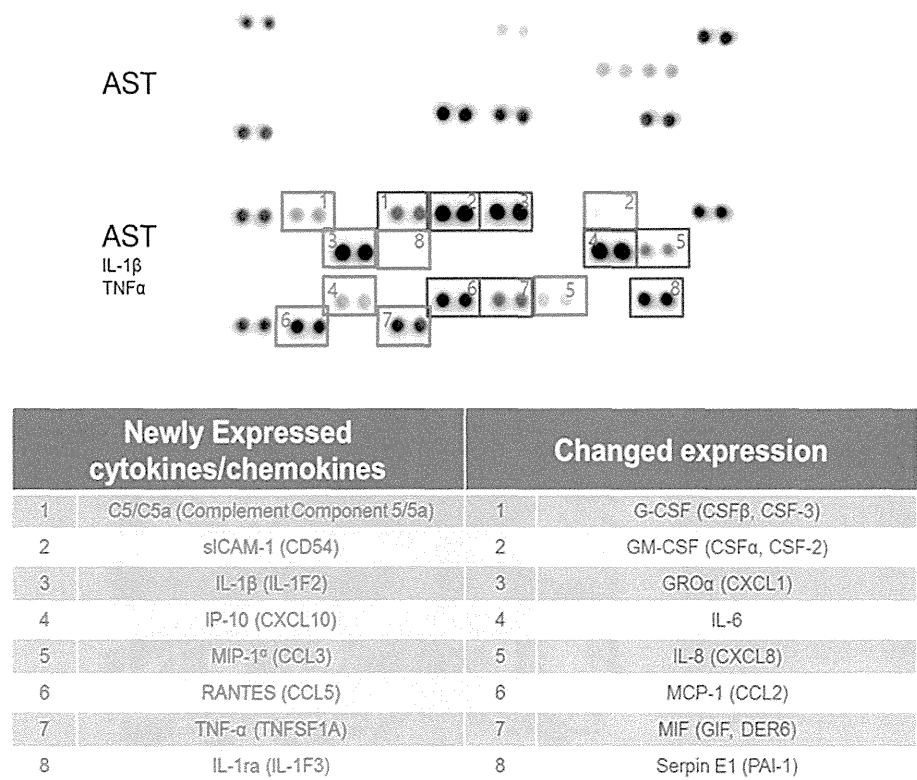 AST
AST
IL-1β
TNFα
1 1 2 3 2
3 8 4 5
4 6 7 5 8
6 7
Newly Expressed cytokines/chemokines Changed expression
1 C5/C5a (Complement Component 5/5a) 1 G-CSF (CSFβ, CSF-3)
2 sICAM-1 (CD54) 2 GM-CSF (CSFα, CSF-2)
3 IL-1β (IL-1F2) 3 GROα (CXCL1)
4 IP-10 (CXCL10) 4 IL-6
5 MIP-1ᵅ (CCL3) 5 IL-8 (CXCL8)
6 RANTES (CCL5) 6 MCP-1 (CCL2)
7 TNF-α (TNFSF1A) 7 MIF (GIF, DER6)
8 IL-1ra (IL-1F3) 8 Serpin E1 (PAI-1)